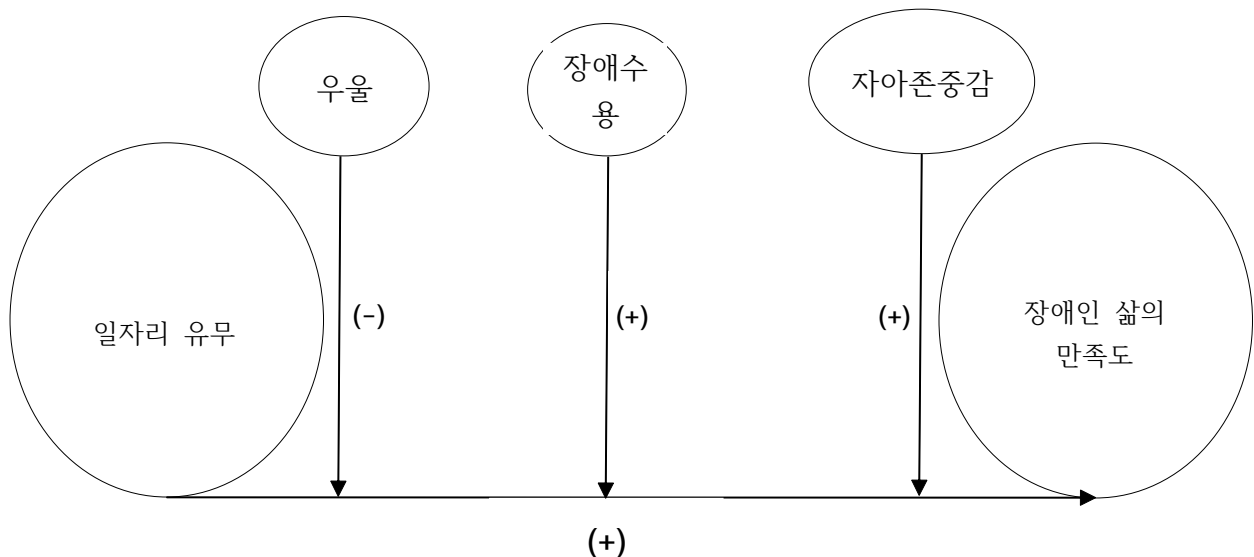 우울
장애수
용
자아존중감
일자리 유무
(-)
(+)
(+)
장애인 삶의
만족도
(+)